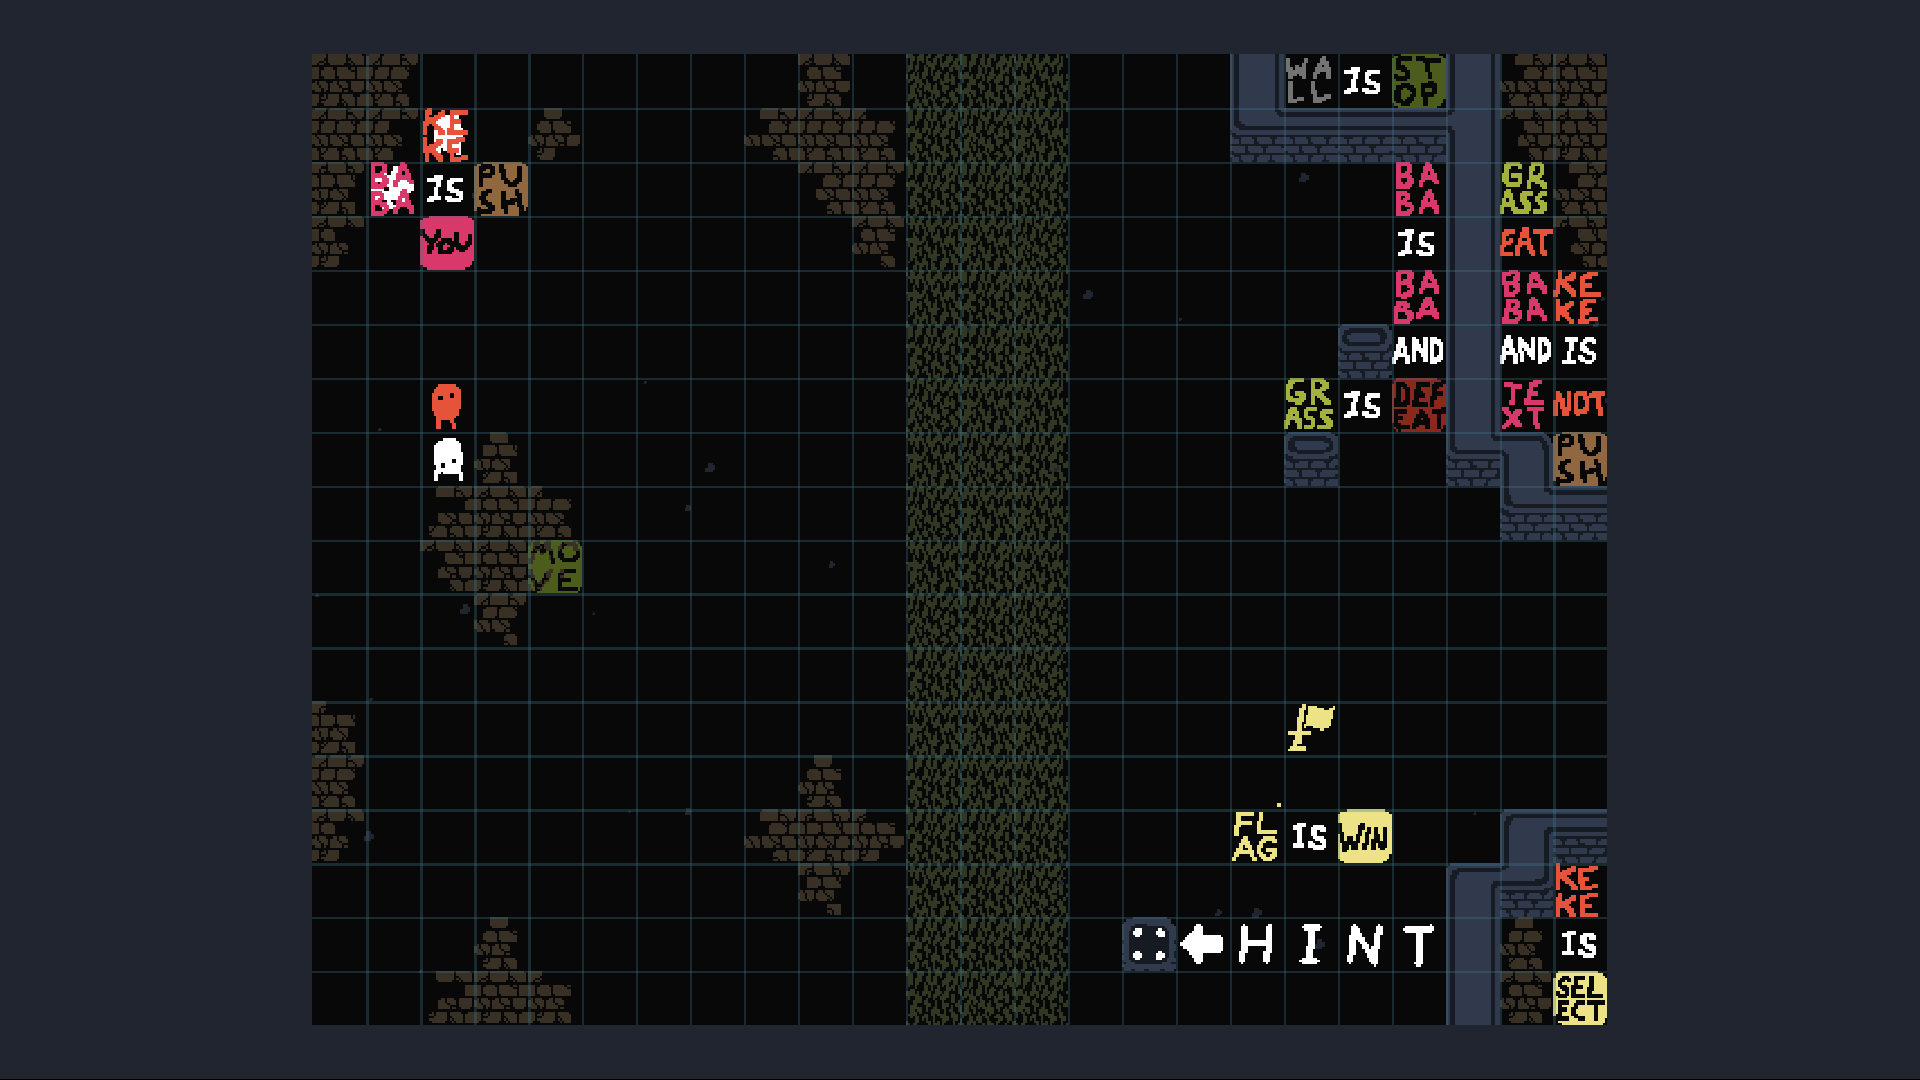 WALL IS STOP
KEKE
BABA IS PUSH
YOU
BABA
IS
BABA
AND
GRASS IS DEFEAT
GRASS
EAT
BABA
AND
TEXT
KEKE
IS
NOT
PUSH
MOVE
FLAG IS WIN
HINT
KEKE
IS
SELECT